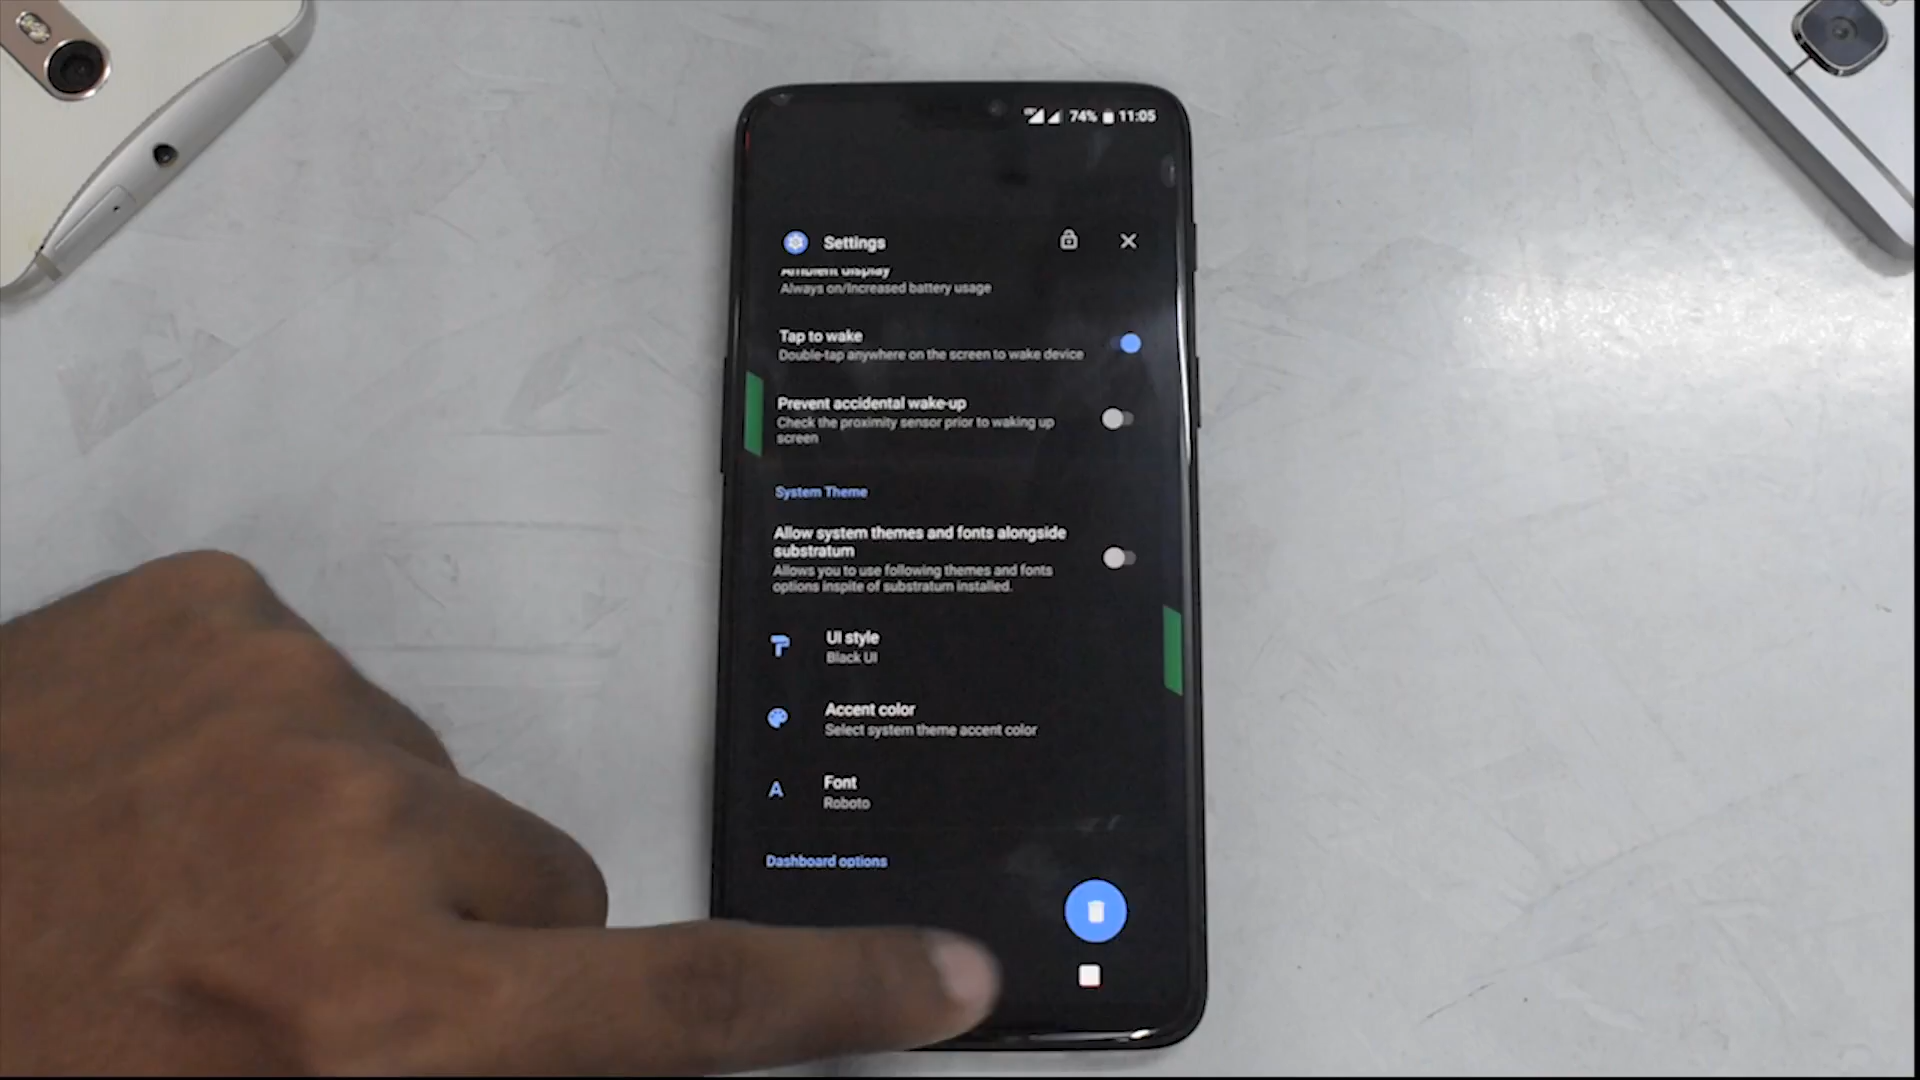 74% 11:05
Settings
Ambient display
Always on/Increased battery usage
Tap to wake
Double-tap anywhere on the screen to wake device
Prevent accidental wake-up
Check the proximity sensor prior to waking up
screen
System Theme
Allow system themes and fonts alongside
substratum
Allows you to use following themes and fonts
options inspite of substratum installed.
UI style
Black UI
Accent color
Select system theme accent color
A
Font
Roboto
Dashboard options